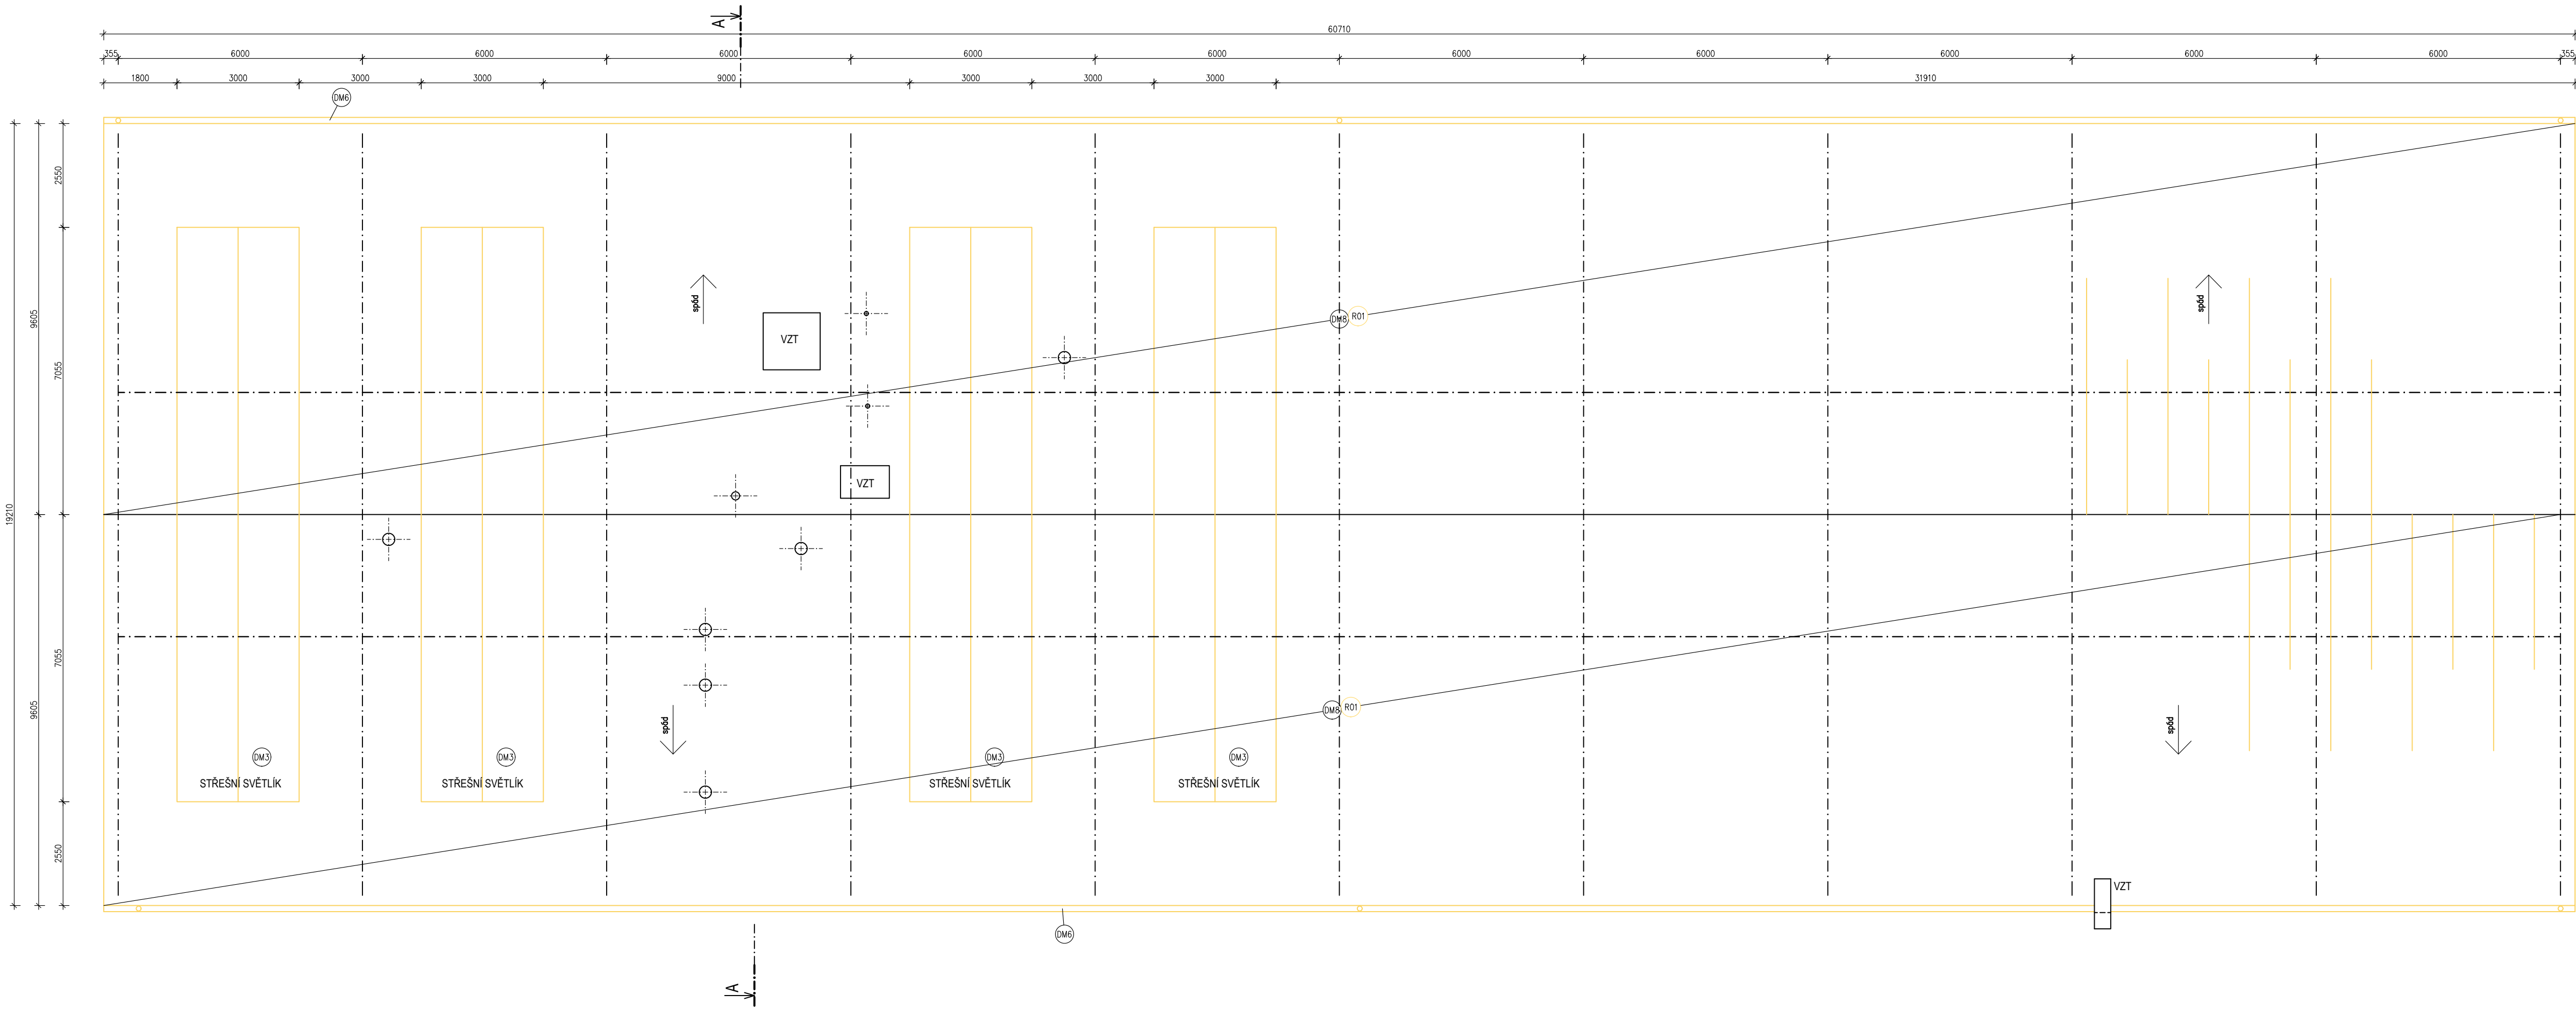 A
60710
355 6000 6000 6000 6000 6000 6000 6000 6000 6000 6000 355
1800 3000 3000 3000 9000 3000 3000 3000 31910
DM6
2550
9605
7055
19210
7055
9605
2550
spád
spád
VZT
DM8 R01
VZT
spád
spád
DM8 R01
DM3 DM3 DM3 DM3
STŘEŠNÍ SVĚTLÍK STŘEŠNÍ SVĚTLÍK STŘEŠNÍ SVĚTLÍK STŘEŠNÍ SVĚTLÍK
VZT
DM6
A